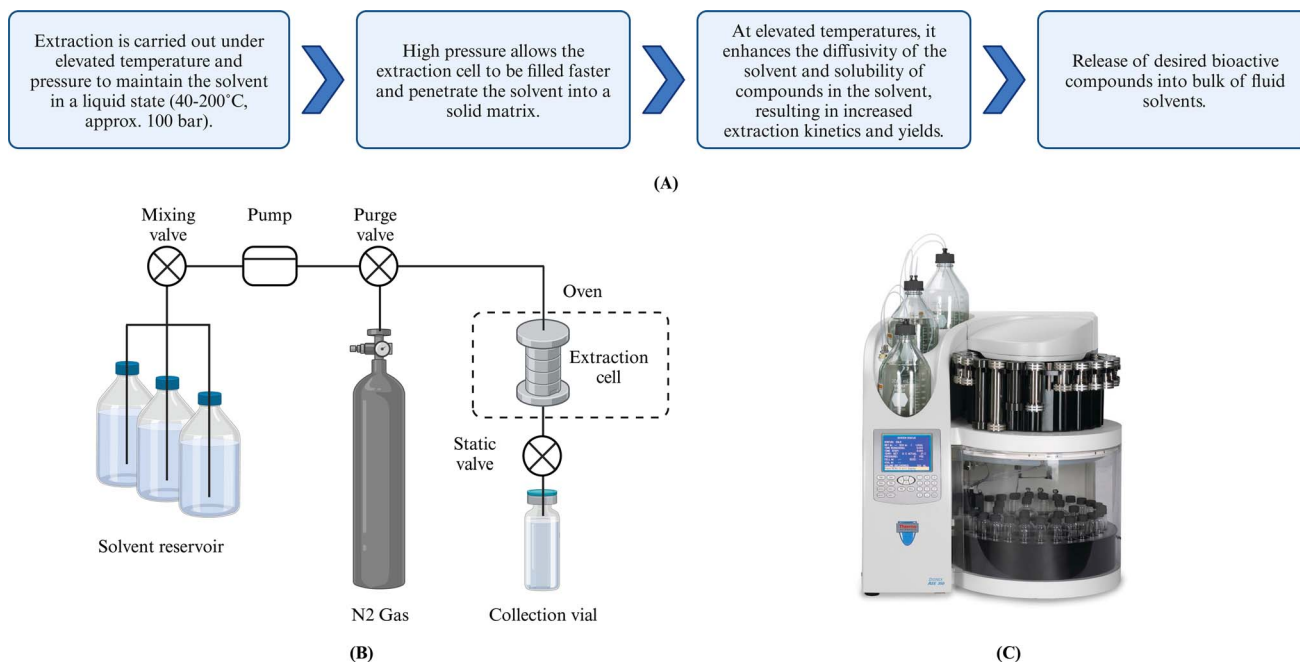 Extraction is carried out under
elevated temperature and
pressure to maintain the solvent
in a liquid state (40-200°C,
approx. 100 bar).
High pressure allows the
extraction cell to be filled faster
and penetrate the solvent into a
solid matrix.
At elevated temperatures, it
enhances the diffusivity of the
solvent and solubility of
compounds in the solvent,
resulting in increased
extraction kinetics and yields.
Release of desired bioactive
compounds into bulk of fluid
solvents.
(A)
Mixing
valve
Pump
Purge
valve
Oven
Extraction
cell
Static
valve
Solvent reservoir
N2 Gas
Collection vial
(B)
(C)